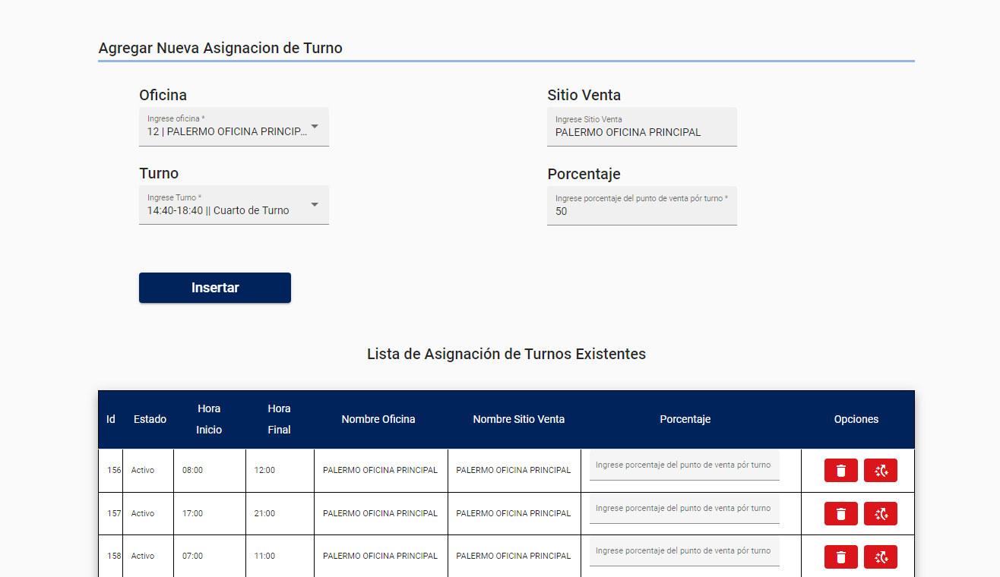 Agregar Nueva Asignacion de Turno
Oficina
Sitio Venta
Ingrese oficina *
12 | PALERMO OFICINA PRINCIP...
Ingrese Sitio Venta
PALERMO OFICINA PRINCIPAL
Turno
Porcentaje
Ingrese Turno *
14:40-18:40 || Cuarto de Turno
Ingrese porcentaje del punto de venta pór turno *
50
Insertar
Lista de Asignación de Turnos Existentes
Id Estado Hora Inicio Hora Final Nombre Oficina Nombre Sitio Venta Porcentaje Opciones
156 Activo 08:00 12:00 PALERMO OFICINA PRINCIPAL PALERMO OFICINA PRINCIPAL Ingrese porcentaje del punto de venta pór turno
157 Activo 17:00 21:00 PALERMO OFICINA PRINCIPAL PALERMO OFICINA PRINCIPAL Ingrese porcentaje del punto de venta pór turno
158 Activo 07:00 11:00 PALERMO OFICINA PRINCIPAL PALERMO OFICINA PRINCIPAL Ingrese porcentaje del punto de venta pór turno